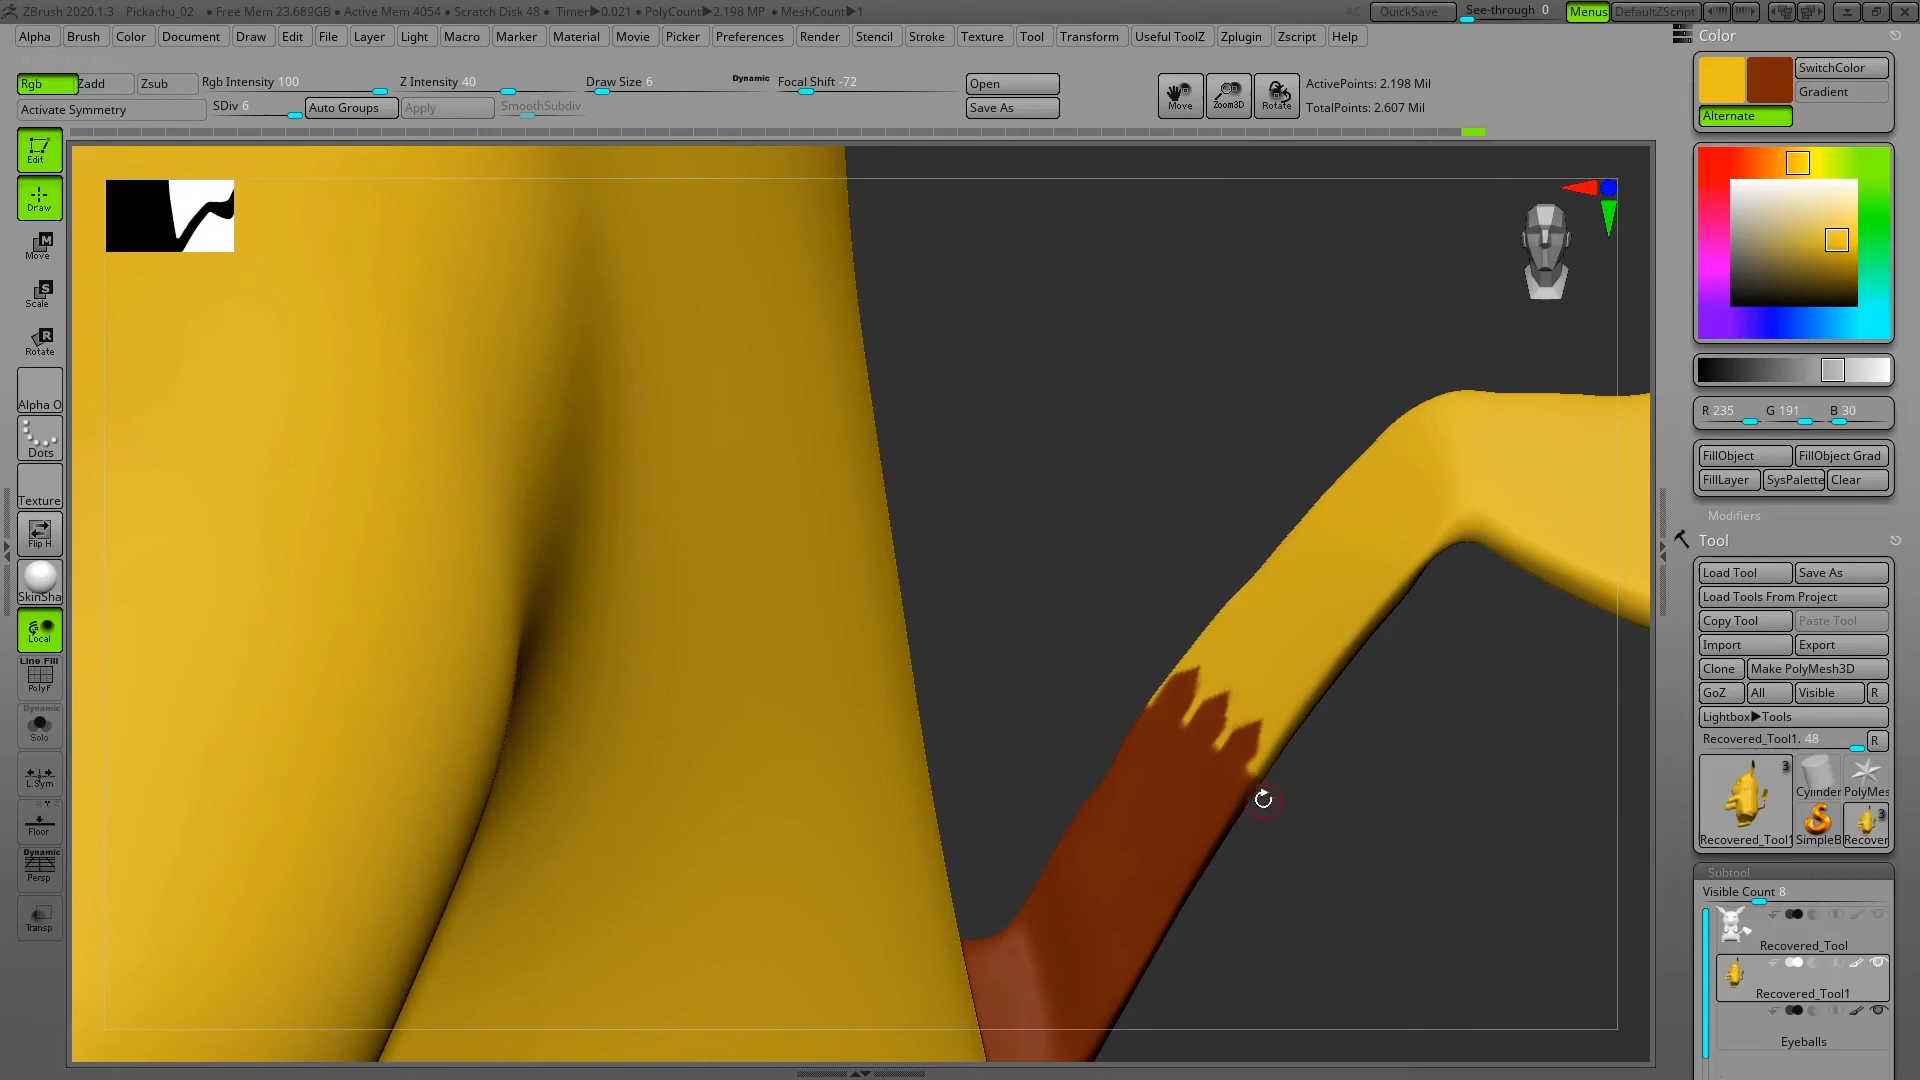 ZBrush 2020.1.3 Pickachu_02 • Free Mem 23.689GB • Active Mem 4054 • Scratch Disk 48 • Timer▶0.021 • PolyCount▶2.198 MP • MeshCount▶1 AC QuickSave See-through 0 Menus DefaultZScript
Alpha Brush Color Document Draw Edit File Layer Light Macro Marker Material Movie Picker Preferences Render Stencil Stroke Texture Tool Transform Useful ToolZ Zplugin Zscript Help
Rgb Zadd Zsub Rgb Intensity 100 Z Intensity 40 Draw Size 6 Dynamic Focal Shift -72 Open
Activate Symmetry SDiv 6 Auto Groups Apply SmoothSubdiv Save As
Move Zoom3D Rotate
ActivePoints: 2.198 Mil
TotalPoints: 2.607 Mil
Edit
Draw
Move
Scale
Rotate
Alpha O
Dots
Texture
Flip H
SkinSha
Local
Line Fill
PolyF
Dynamic
Solo
L.Sym
Floor
Dynamic
Persp
Transp
Color
SwitchColor
Gradient
Alternate
R 235 G 191 B 30
FillObject FillObject Grad
FillLayer SysPalette Clear
Modifiers
Tool
Load Tool Save As
Load Tools From Project
Copy Tool Paste Tool
Import Export
Clone Make PolyMesh3D
GoZ All Visible R
Lightbox▶Tools
Recovered_Tool1. 48 R
3
Cylinder PolyMes
3
Recovered_Tool1 SimpleB Recover
Subtool
Visible Count 8
Recovered_Tool
Recovered_Tool1
Eyeballs